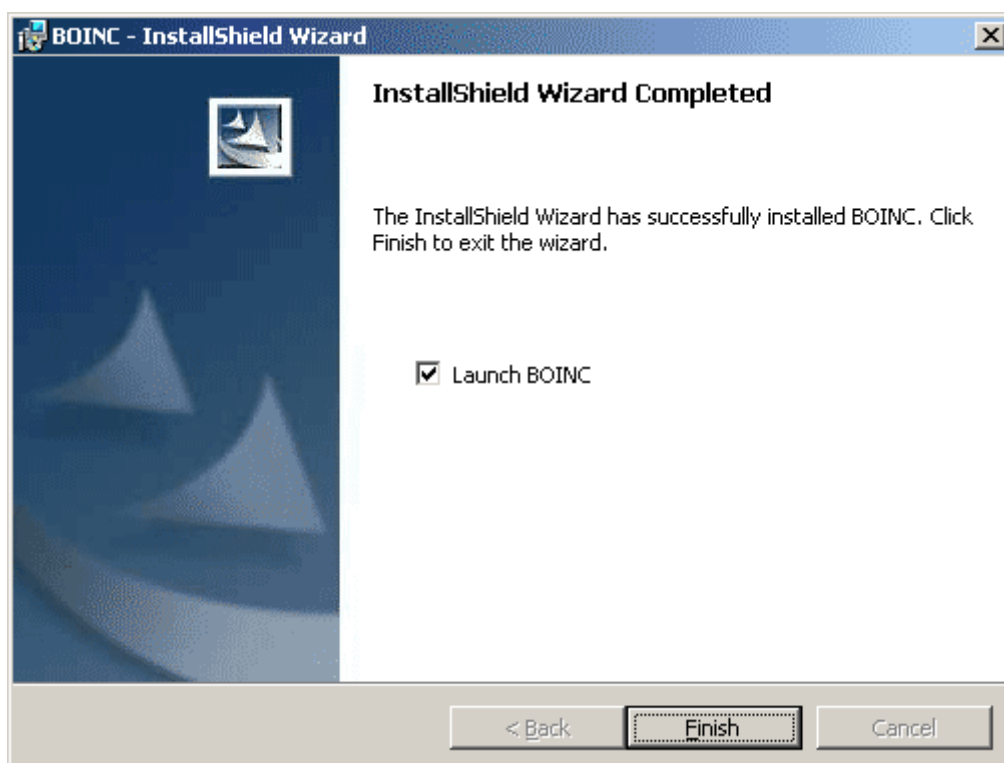 BOINC - InstallShield Wizard
InstallShield Wizard Completed
The InstallShield Wizard has successfully installed BOINC. Click
Finish to exit the wizard.
Launch BOINC
< Back
Finish
Cancel